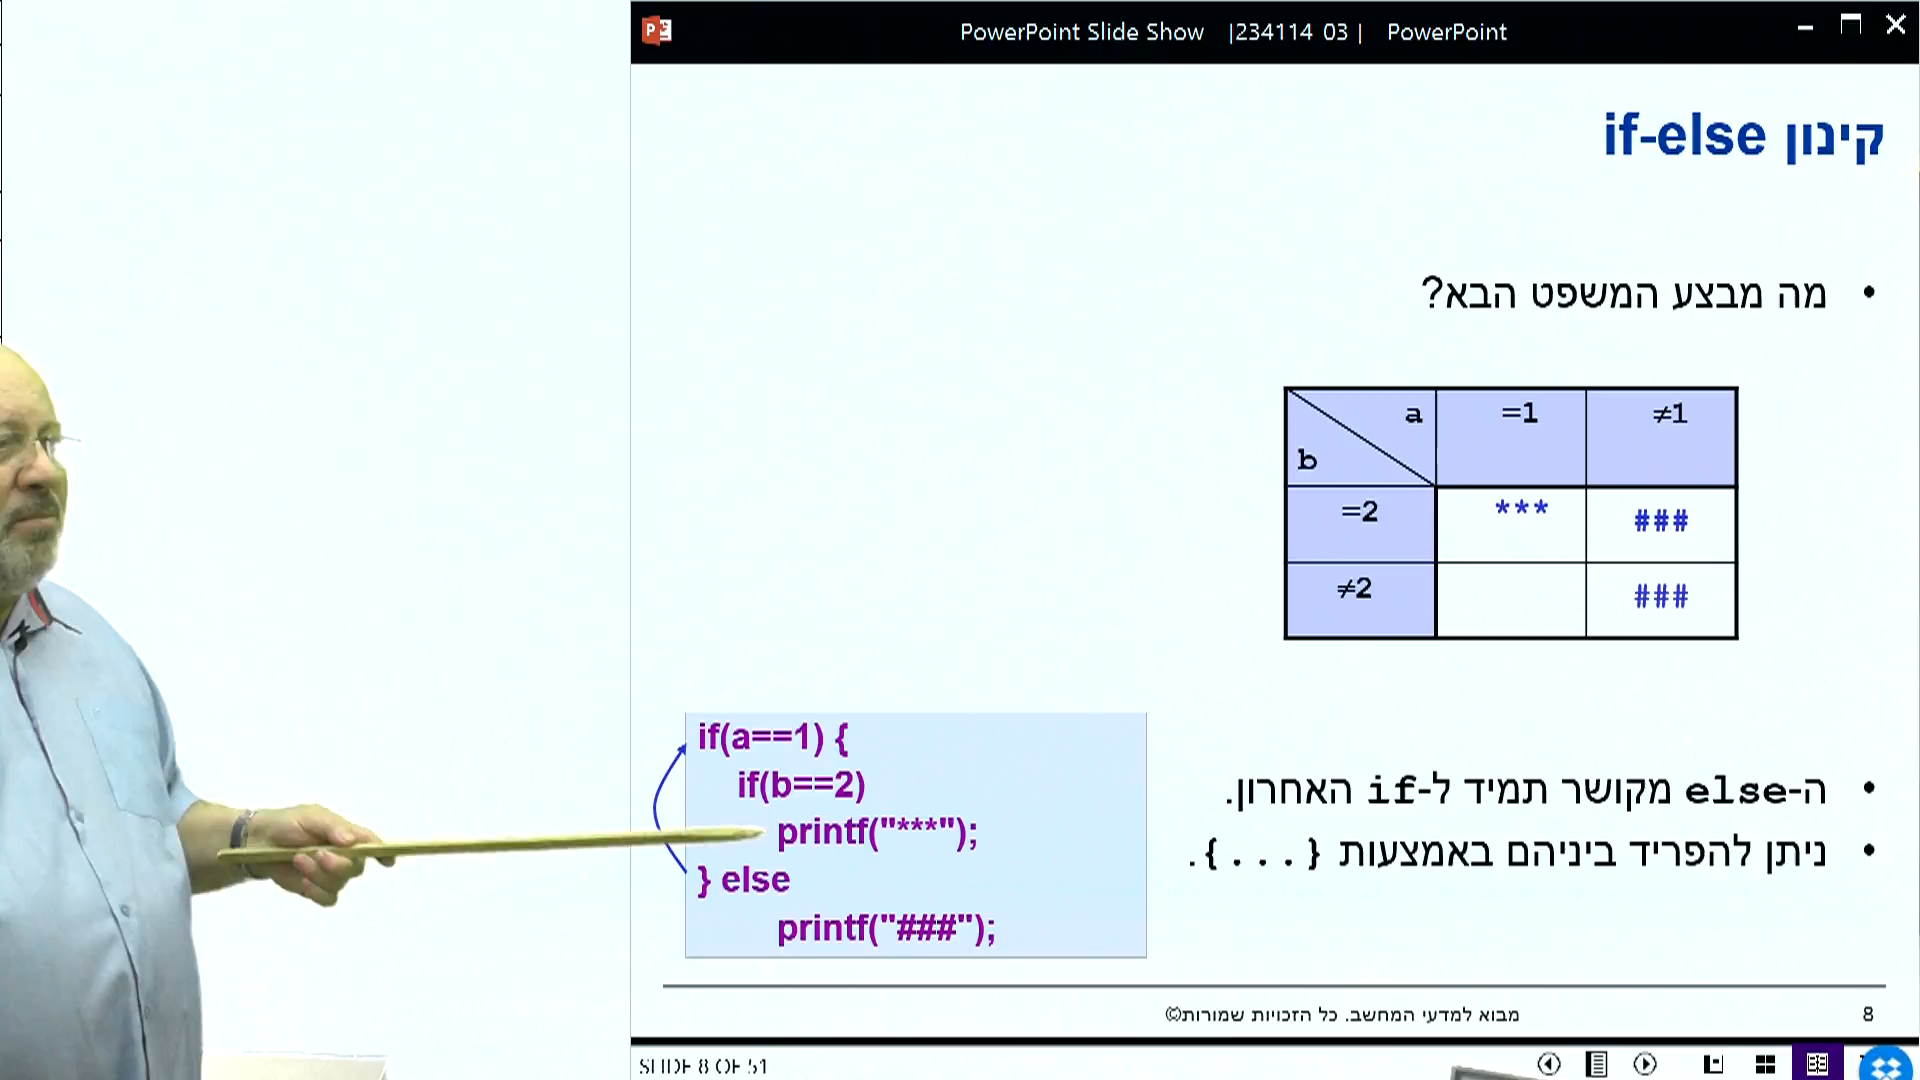 PowerPoint Slide Show | 234114 03 | PowerPoint
קינון if-else
• מה מבצע המשפט הבא?
a =1 ≠1
b
=2 *** ###
≠2 ###
if(a==1) {
if(b==2)
printf("***");
} else
printf("###");
• ה-else מקושר תמיד ל-if האחרון.
• ניתן להפריד ביניהם באמצעות {...}.
מבוא למדעי המחשב. כל הזכויות שמורות©
8
SLIDE 8 OF 51